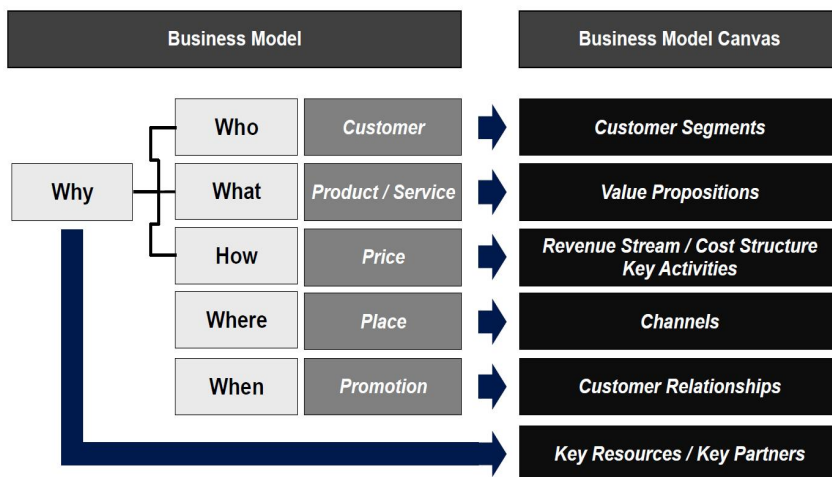 Business Model
Business Model Canvas
Who
Customer
Customer Segments
Why
What
Product / Service
Value Propositions
How
Price
Revenue Stream / Cost Structure
Key Activities
Where
Place
Channels
When
Promotion
Customer Relationships
Key Resources / Key Partners